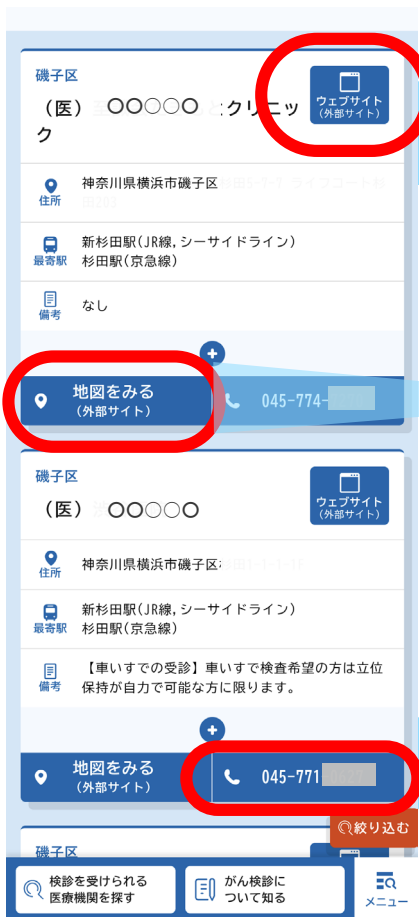 磯子区
（医） 〇〇〇〇〇 クリニッ
ク
ウェブサイト
(外部サイト)
住所
神奈川県横浜市磯子区
最寄駅
新杉田駅(JR線,シーサイドライン)
杉田駅(京急線)
備考
なし
地図をみる
(外部サイト)
045-774-
磯子区
（医） 〇〇〇〇〇
ウェブサイト
(外部サイト)
住所
神奈川県横浜市磯子区
最寄駅
新杉田駅(JR線,シーサイドライン)
杉田駅(京急線)
備考
【車いすでの受診】車いすで検査希望の方は立位
保持が自力で可能な方に限ります。
地図をみる
(外部サイト)
045-771
絞り込む
磯子区
検診を受けられる
医療機関を探す
がん検診に
ついて知る
メニュー